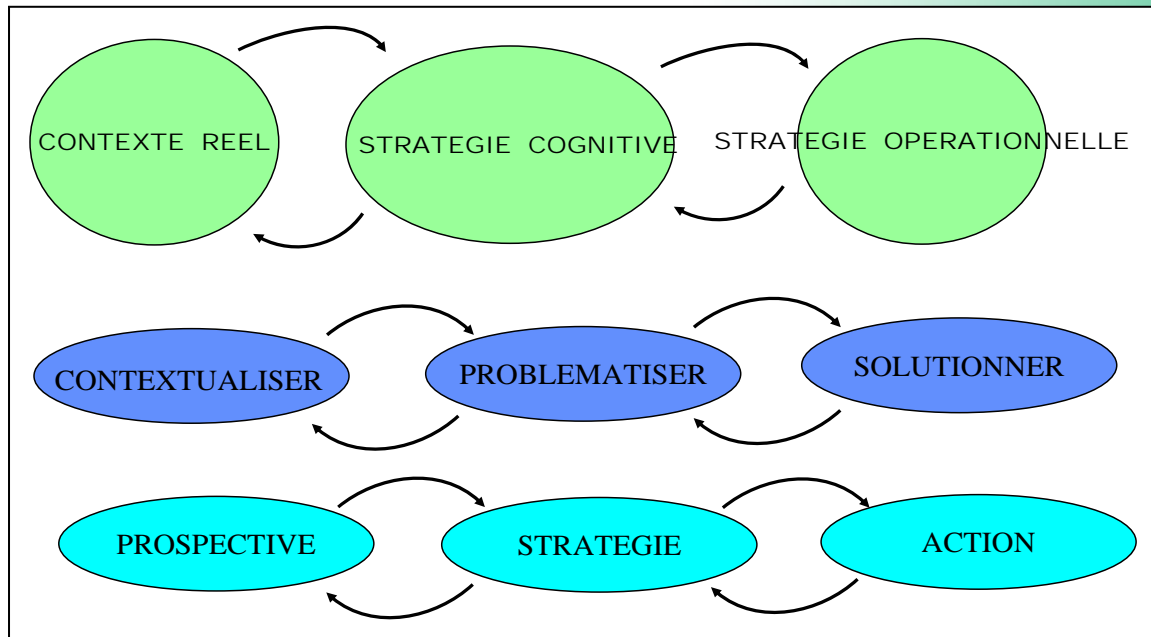 CONTEXTE REEL
STRATEGIE COGNITIVE
STRATEGIE OPERATIONNELLE
CONTEXTUALISER
PROBLEMATISER
SOLUTIONNER
PROSPECTIVE
STRATEGIE
ACTION